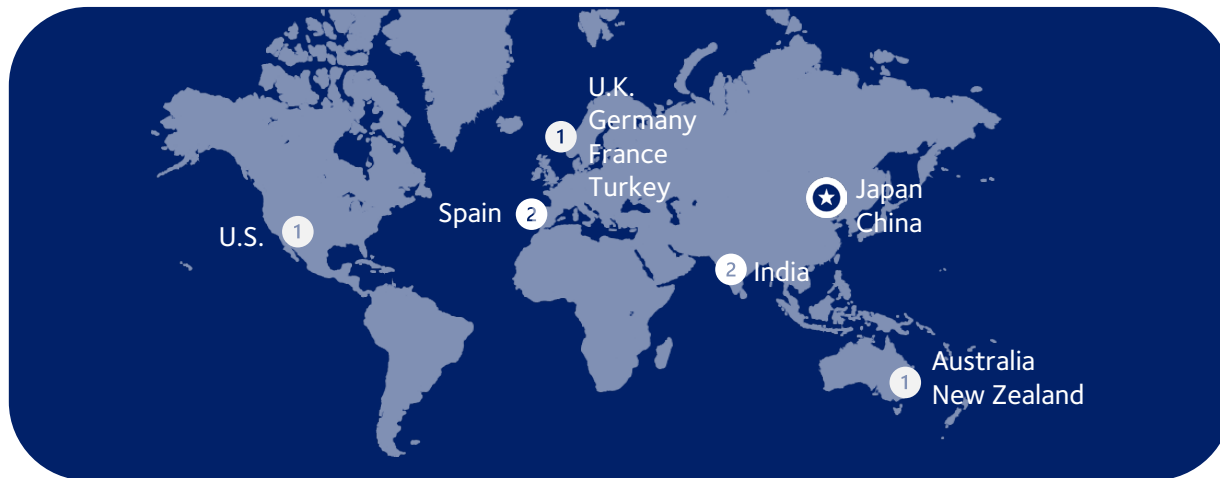 U.K.
Germany
1
France
Turkey
Japan
Spain
2
China
U.S.
1
2
India
Australia
1
New Zealand